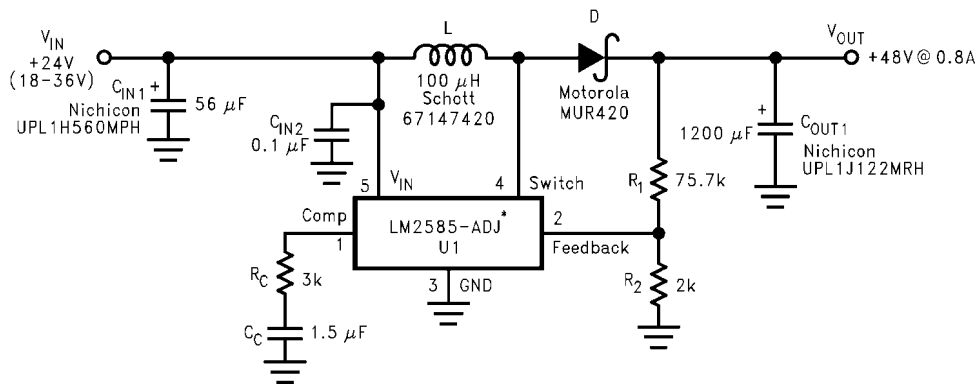 V_IN
+24V
(18-36V)
C_IN1 +
Nichicon
UPL1H560MPH
56 μF
C_IN2
0.1 μF
L
100 μH
Schott
67147420
D
Motorola
MUR420
V_OUT
+48V @ 0.8A
+
1200 μF
C_OUT1
Nichicon
UPL1J122MRH
R_1
75.7k
5
V_IN
4
Switch
Comp
1
LM2585-ADJ*
U1
2
Feedback
3
GND
R_C
3k
C_C
1.5 μF
R_2
2k